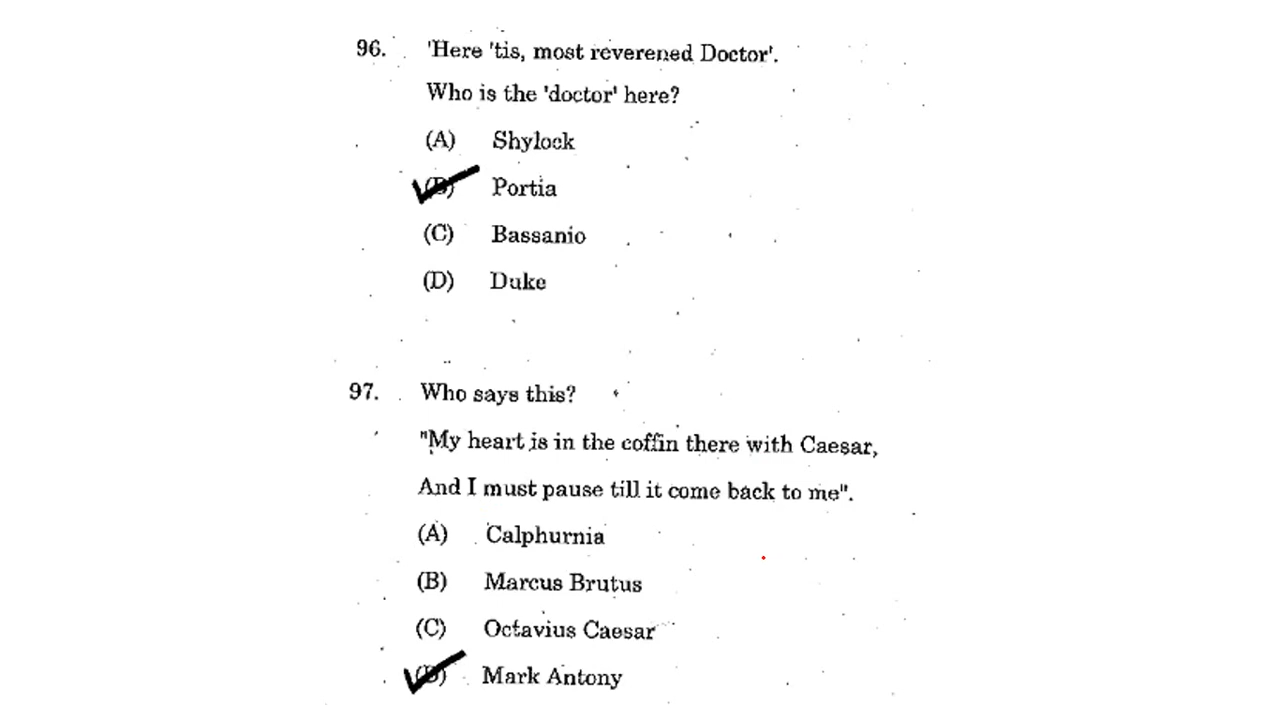 96. 'Here 'tis, most reverened Doctor'.
Who is the 'doctor' here?
(A) Shylock
(B) Portia
(C) Bassanio
(D) Duke
97. Who says this?
"My heart is in the coffin there with Caesar,
And I must pause till it come back to me".
(A) Calphurnia
(B) Marcus Brutus
(C) Octavius Caesar
(D) Mark Antony